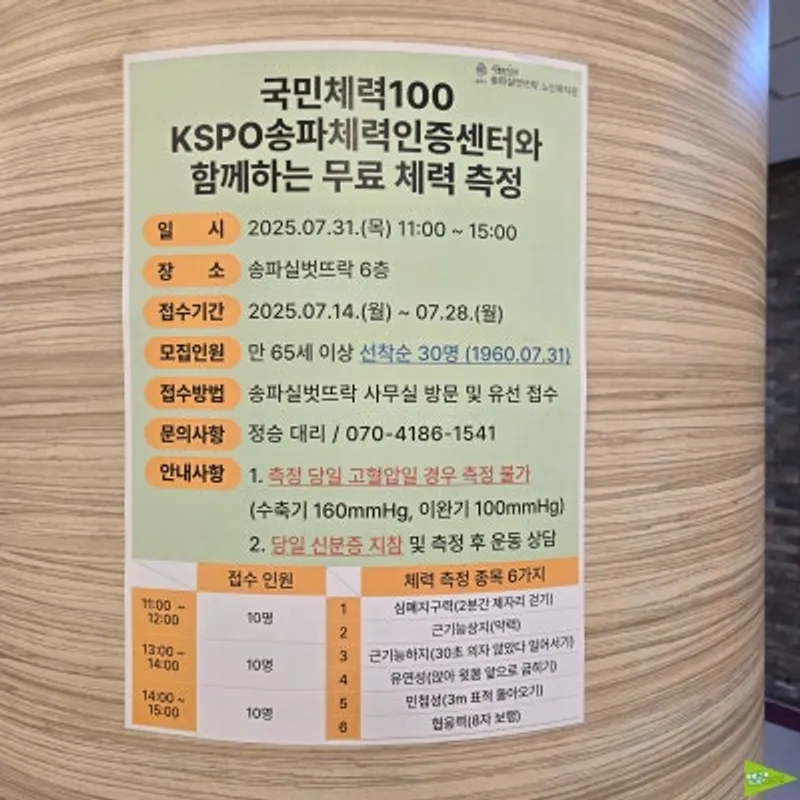 송파실벗뜨락 노인복지관
국민체력100
KSPO송파체력인증센터와
함께하는 무료 체력 측정
일 시 2025.07.31.(목) 11:00 ~ 15:00
장 소 송파실벗뜨락 6층
접수기간 2025.07.14.(월) ~ 07.28.(월)
모집인원 만 65세 이상 선착순 30명 (1960.07.31)
접수방법 송파실벗뜨락 사무실 방문 및 유선 접수
문의사항 정승 대리 / 070-4186-1541
안내사항 1. 측정 당일 고혈압일 경우 측정 불가
(수축기 160mmHg, 이완기 100mmHg)
2. 당일 신분증 지참 및 측정 후 운동 상담
접수 인원 체력 측정 종목 6가지
11:00 ~ 12:00 10명
13:00 ~ 14:00 10명
14:00 ~ 15:00 10명
1 심폐지구력(2분간 제자리 걷기)
2 근기능상지(악력)
3 근기능하지(30초 의자 앉았다 일어서기)
4 유연성(앉아 윗몸 앞으로 굽히기)
5 민첩성(3m 표적 돌아오기)
6 협응력(8자 보행)